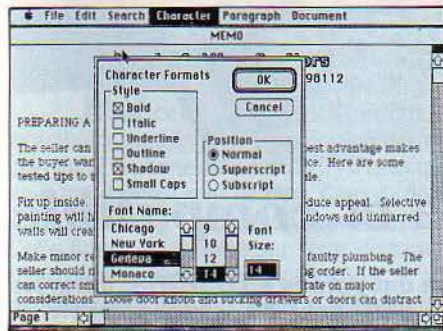 File Edit Search Character Paragraph Document
MEMO
98112
Character Formats
OK
Cancel
Style
Bold
Italic
Underline
Outline
Shadow
Small Caps
Position
Normal
Superscript
Subscript
Font Name:
Chicago
New York
Geneva
Monaco
9
10
12
14
Font
Size:
14
PREPARING A
The seller can
est advantage makes
the buyer wan
ce. Here are some
tested tips to s
le.
Fix up inside.
duce appeal. Selective
painting will h
ndows and unmarred
walls will crea
Make minor re
faulty plumbing. The
seller should n
g order. If the seller
can correct sm
rate on major
considerations. Loose door knobs and sticking drawers or doors can distract
Page 1